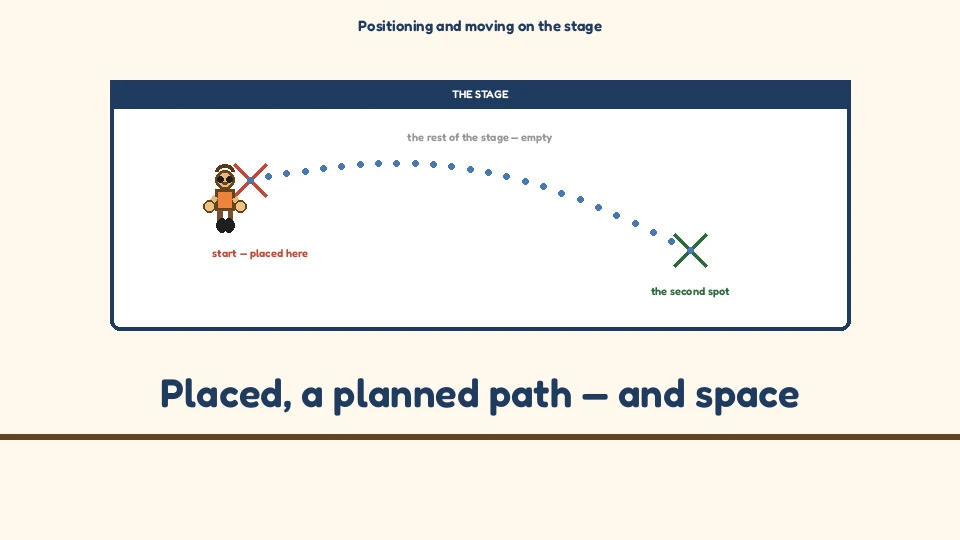 Positioning and moving on the stage
THE STAGE
the rest of the stage — empty
start — placed here
the second spot
Placed, a planned path — and space